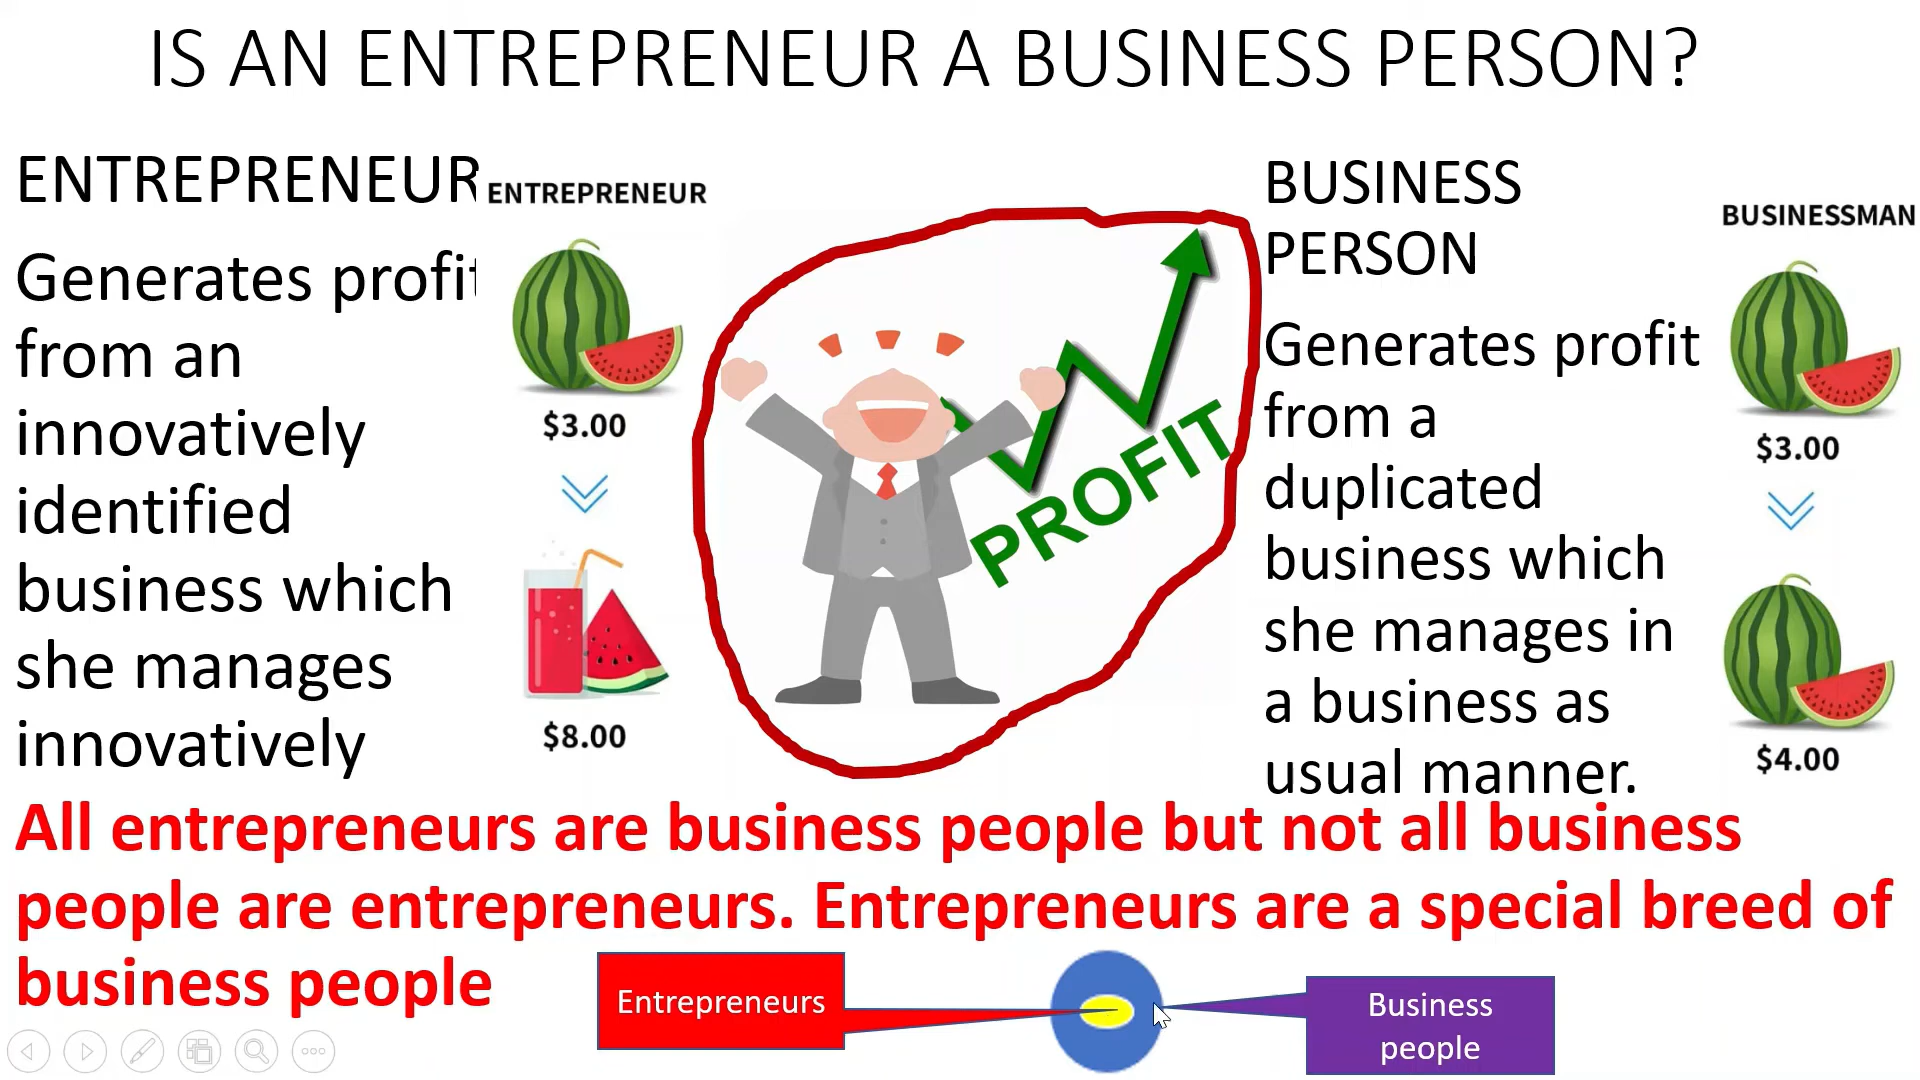 IS AN ENTREPRENEUR A BUSINESS PERSON?
ENTREPRENEUR
Generates profit
from an
innovatively
identified
business which
she manages
innovatively
ENTREPRENEUR
$3.00
$8.00
PROFIT
BUSINESS
PERSON
Generates profit
from a
duplicated
business which
she manages in
a business as
usual manner.
BUSINESSMAN
$3.00
$4.00
All entrepreneurs are business people but not all business
people are entrepreneurs. Entrepreneurs are a special breed of
business people
Entrepreneurs
Business
people